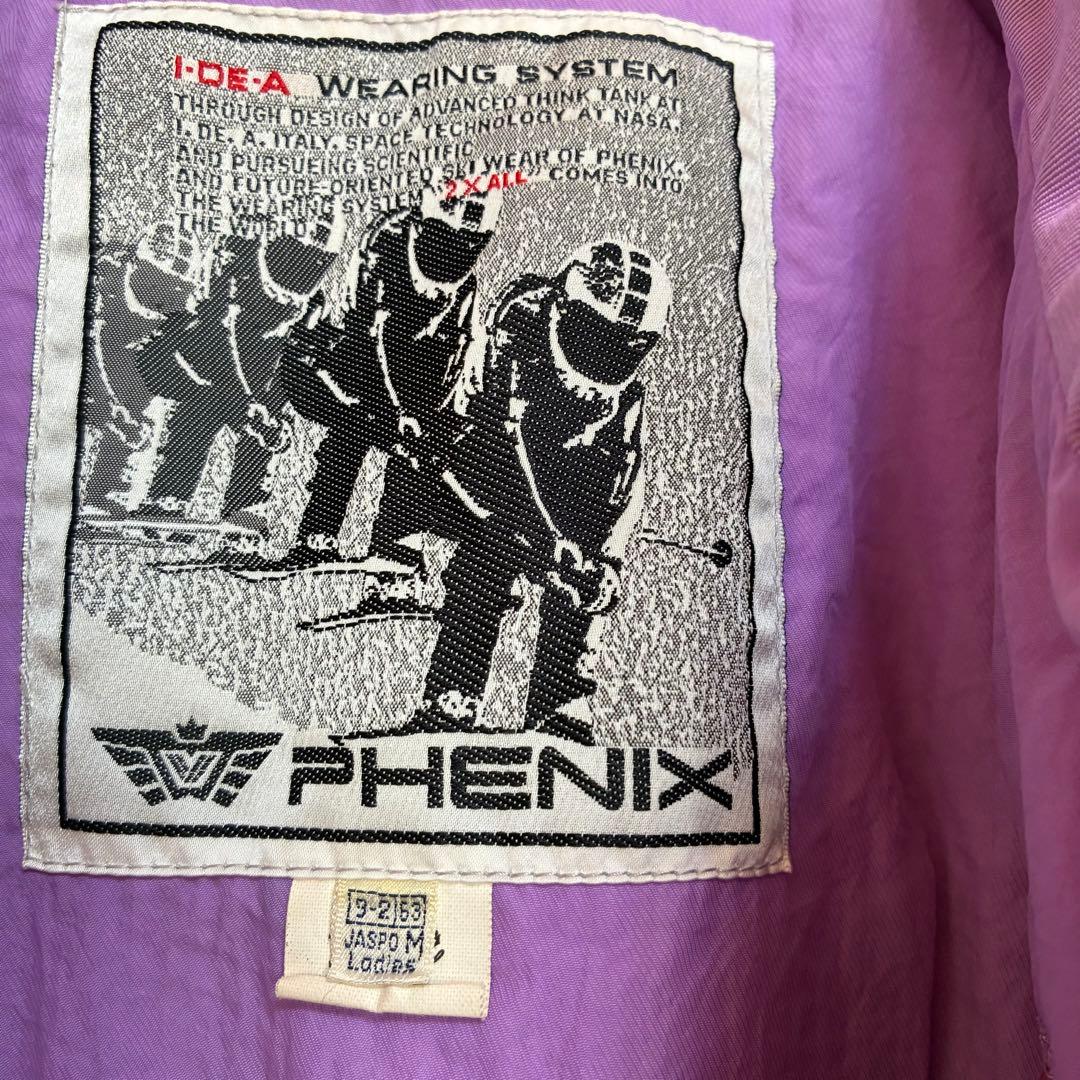 I·DE·A WEARING SYSTEM
THROUGH DESIGN OF ADVANCED THINK TANK AT
I. DE. A. ITALY, SPACE TECHNOLOGY AT NASA,
AND PURSUEING SCIENTIFIC
AND FUTURE-ORIENTED SKI WEAR OF PHENIX,
THE WEARING SYSTEM "2XALL" COMES INTO
THE WORLD.
PHENIX
9-2 63
JASPO M
Ladies